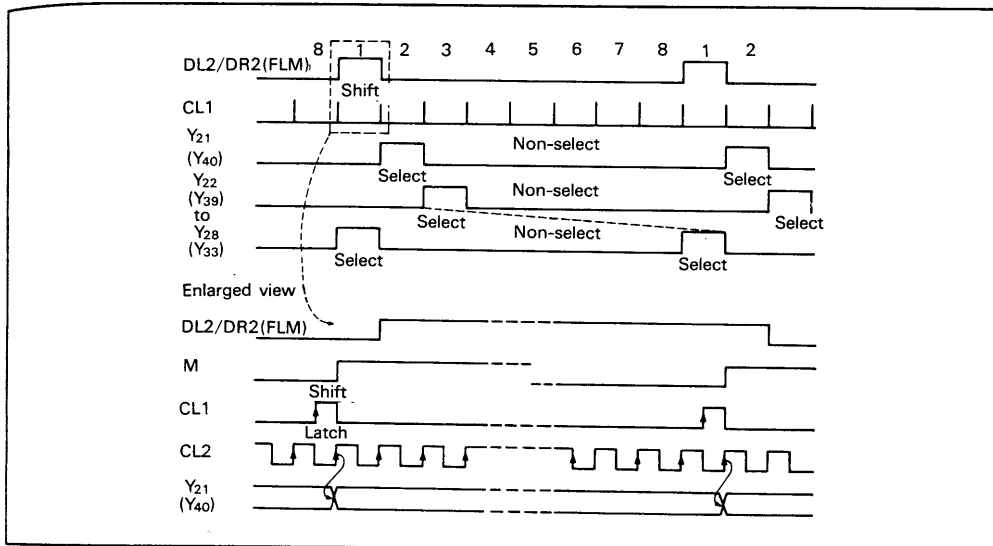 8 1 2 3 4 5 6 7 8 1 2
DL2/DR2(FLM)
Shift
CL1
Y21
Non-select
(Y40)
Select
Select
Y22
Non-select
(Y39)
Select
Select
to
Y28
Non-select
(Y33)
Select
Select
Enlarged view
DL2/DR2(FLM)
M
Shift
CL1
Latch
CL2
Y21
(Y40)